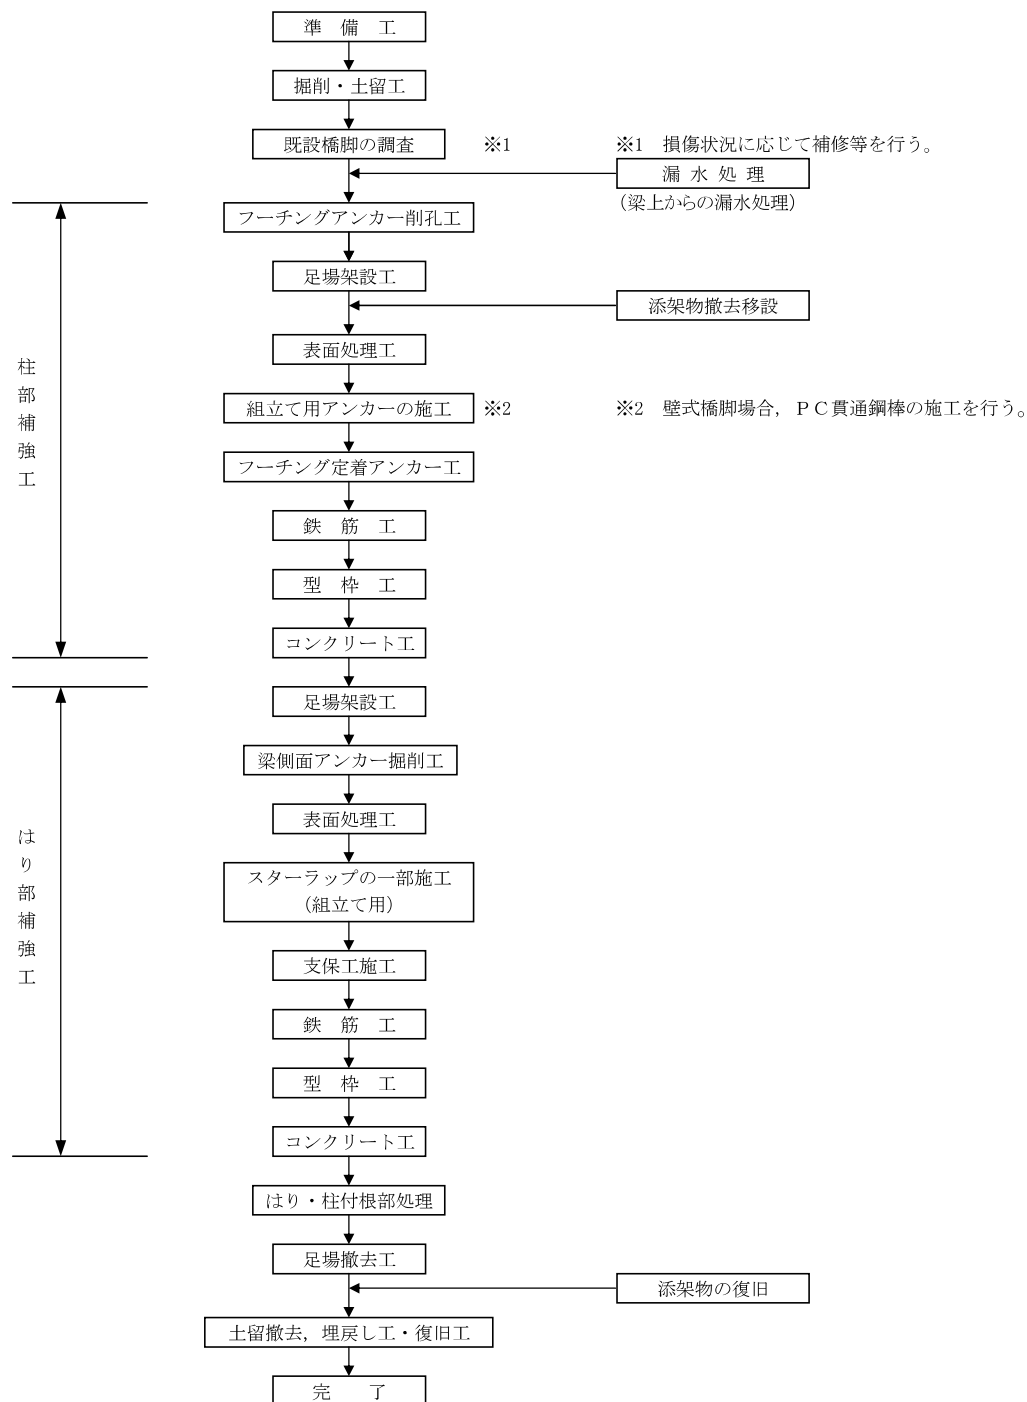 準 備 工
掘削・土留工
既設橋脚の調査 ※1 ※1 損傷状況に応じて補修等を行う。
漏 水 処 理
（梁上からの漏水処理）
フーチングアンカー削孔工
足場架設工
添架物撤去移設
表面処理工
組立て用アンカーの施工 ※2 ※2 壁式橋脚場合，ＰＣ貫通鋼棒の施工を行う。
フーチング定着アンカー工
鉄 筋 工
型 枠 工
コンクリート工
柱部補強工
足場架設工
梁側面アンカー掘削工
表面処理工
スターラップの一部施工
（組立て用）
支保工施工
鉄 筋 工
型 枠 工
コンクリート工
はり部補強工
はり・柱付根部処理
足場撤去工
添架物の復旧
土留撤去，埋戻し工・復旧工
完 了